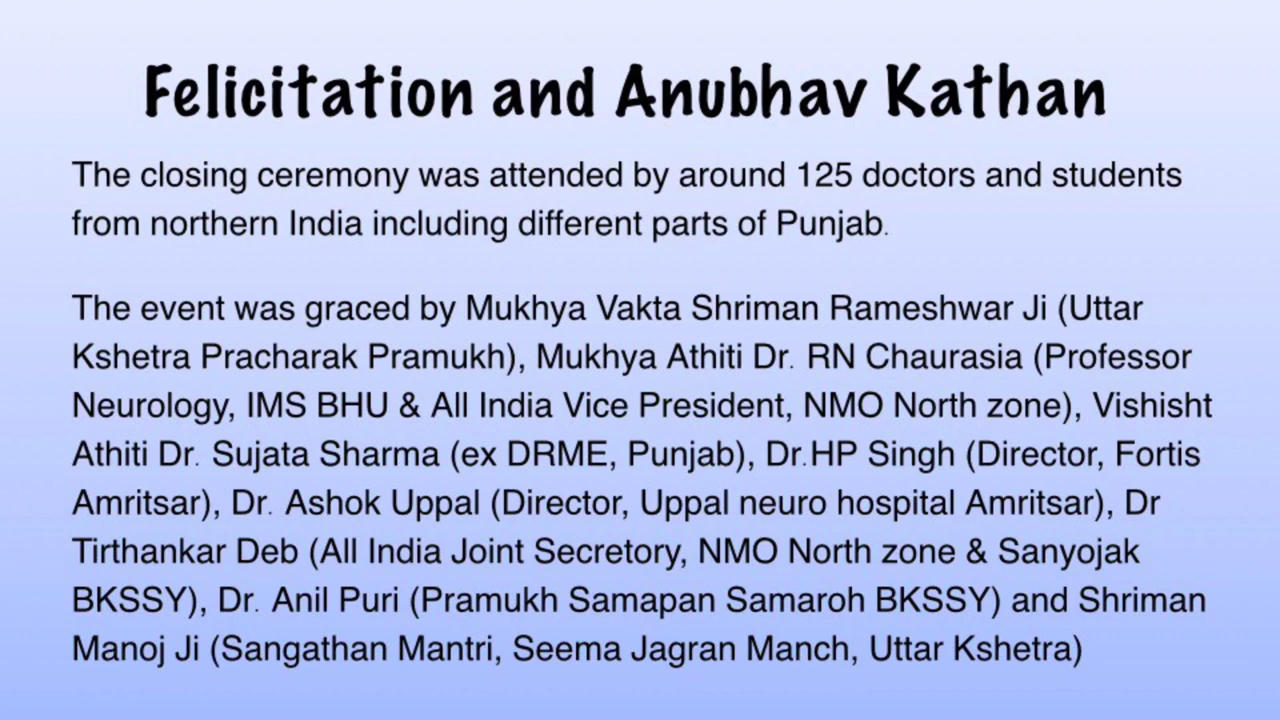 Felicitation and Anubhav Kathan
The closing ceremony was attended by around 125 doctors and students
from northern India including different parts of Punjab.
The event was graced by Mukhya Vakta Shriman Rameshwar Ji (Uttar
Kshetra Pracharak Pramukh), Mukhya Athiti Dr. RN Chaurasia (Professor
Neurology, IMS BHU & All India Vice President, NMO North zone), Vishisht
Athiti Dr. Sujata Sharma (ex DRME, Punjab), Dr.HP Singh (Director, Fortis
Amritsar), Dr. Ashok Uppal (Director, Uppal neuro hospital Amritsar), Dr
Tirthankar Deb (All India Joint Secretory, NMO North zone & Sanyojak
BKSSY), Dr. Anil Puri (Pramukh Samapan Samaroh BKSSY) and Shriman
Manoj Ji (Sangathan Mantri, Seema Jagran Manch, Uttar Kshetra)